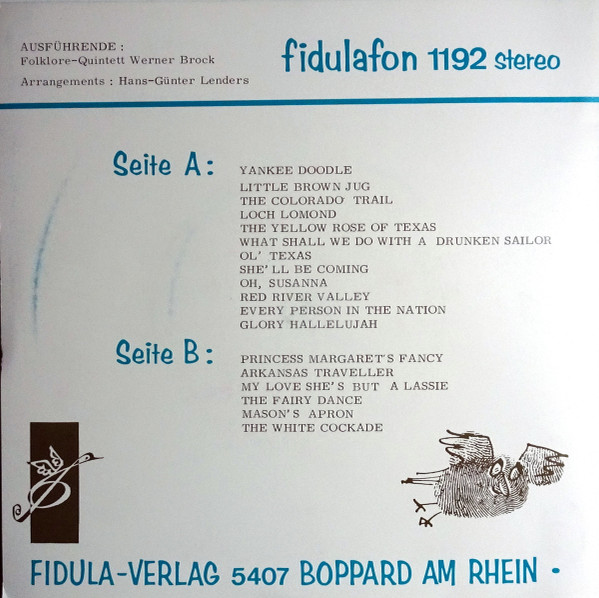 AUSFÜHRENDE :
Folklore-Quintett Werner Brock
Arrangements : Hans-Günter Lenders
fidulafon 1192 stereo
Seite A :
YANKEE DOODLE
LITTLE BROWN JUG
THE COLORADO TRAIL
LOCH LOMOND
THE YELLOW ROSE OF TEXAS
WHAT SHALL WE DO WITH A DRUNKEN SAILOR
OL' TEXAS
SHE'LL BE COMING
OH, SUSANNA
RED RIVER VALLEY
EVERY PERSON IN THE NATION
GLORY HALLELUJAH
Seite B :
PRINCESS MARGARET'S FANCY
ARKANSAS TRAVELLER
MY LOVE SHE'S BUT A LASSIE
THE FAIRY DANCE
MASON'S APRON
THE WHITE COCKADE
FIDULA-VERLAG 5407 BOPPARD AM RHEIN ·